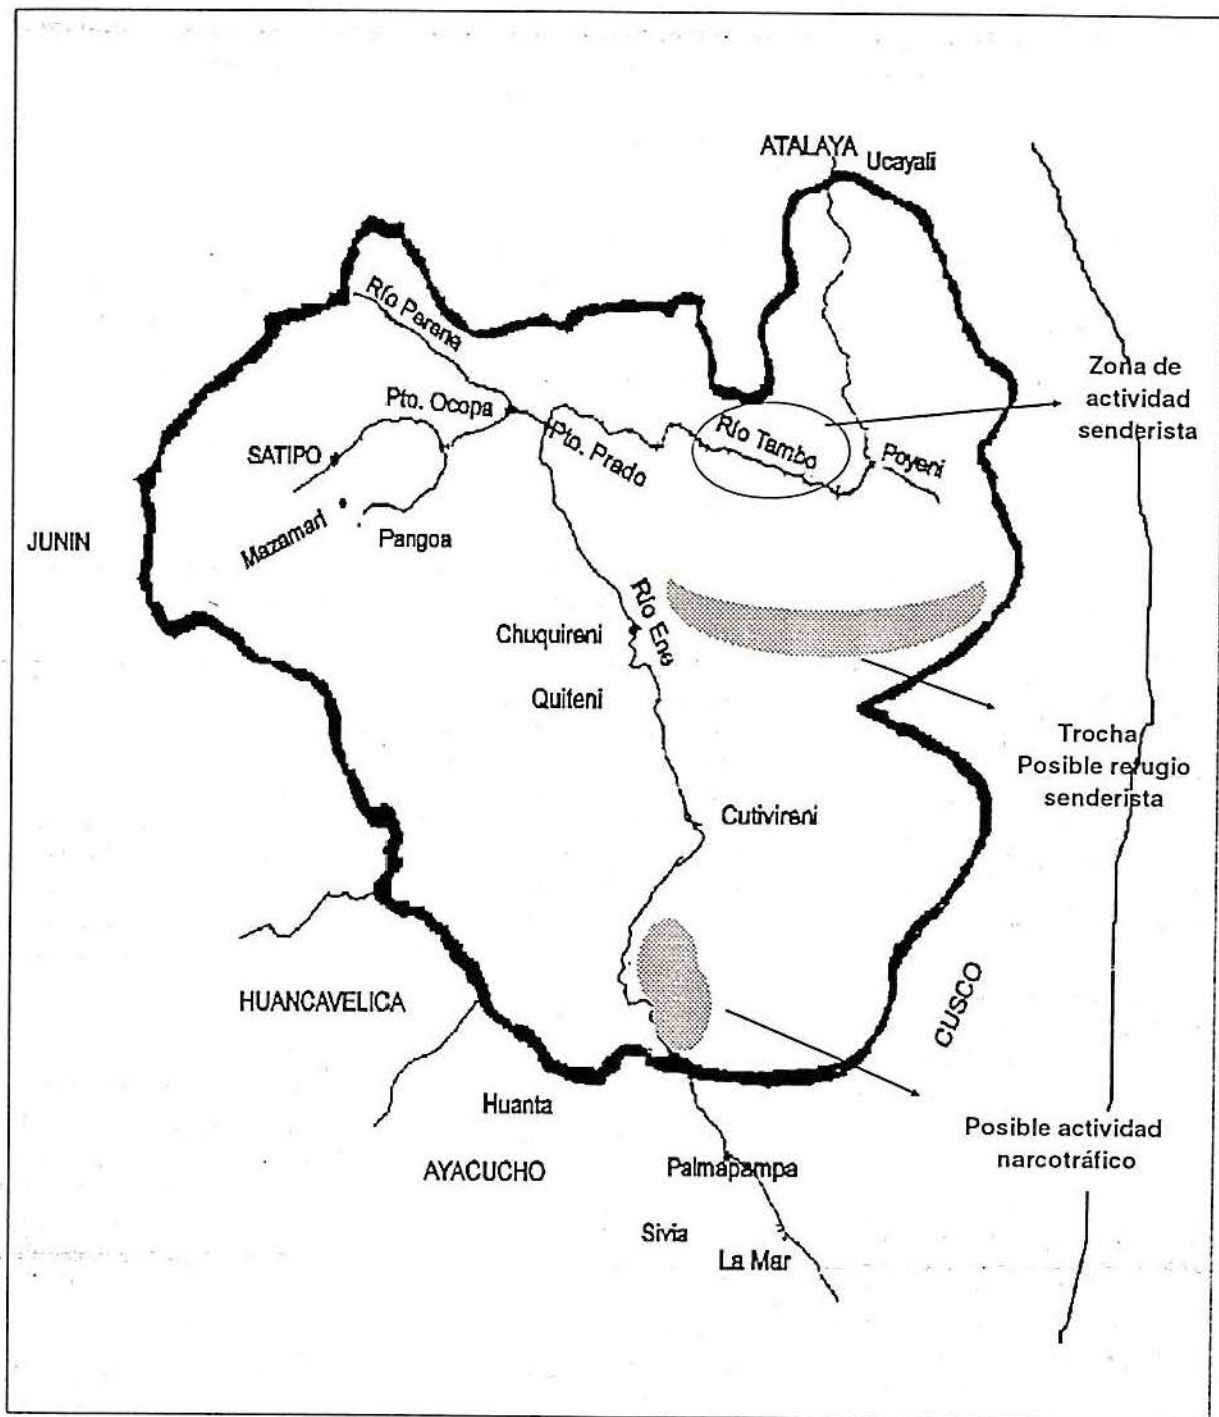 ATALAYA
Ucayali
Río Perene
Zona de
actividad
senderista
Pto. Ocopa
Pto. Prado
Río Tambo
Poyeni
SATIPO
Mazamari
Pangoa
JUNIN
Río Ene
Chuquireni
Quiteni
Trocha
Posible refugio
senderista
Cutivireni
CUSCO
HUANCAVELICA
Huanta
Posible actividad
narcotráfico
AYACUCHO
Palmapampa
Sivia
La Mar